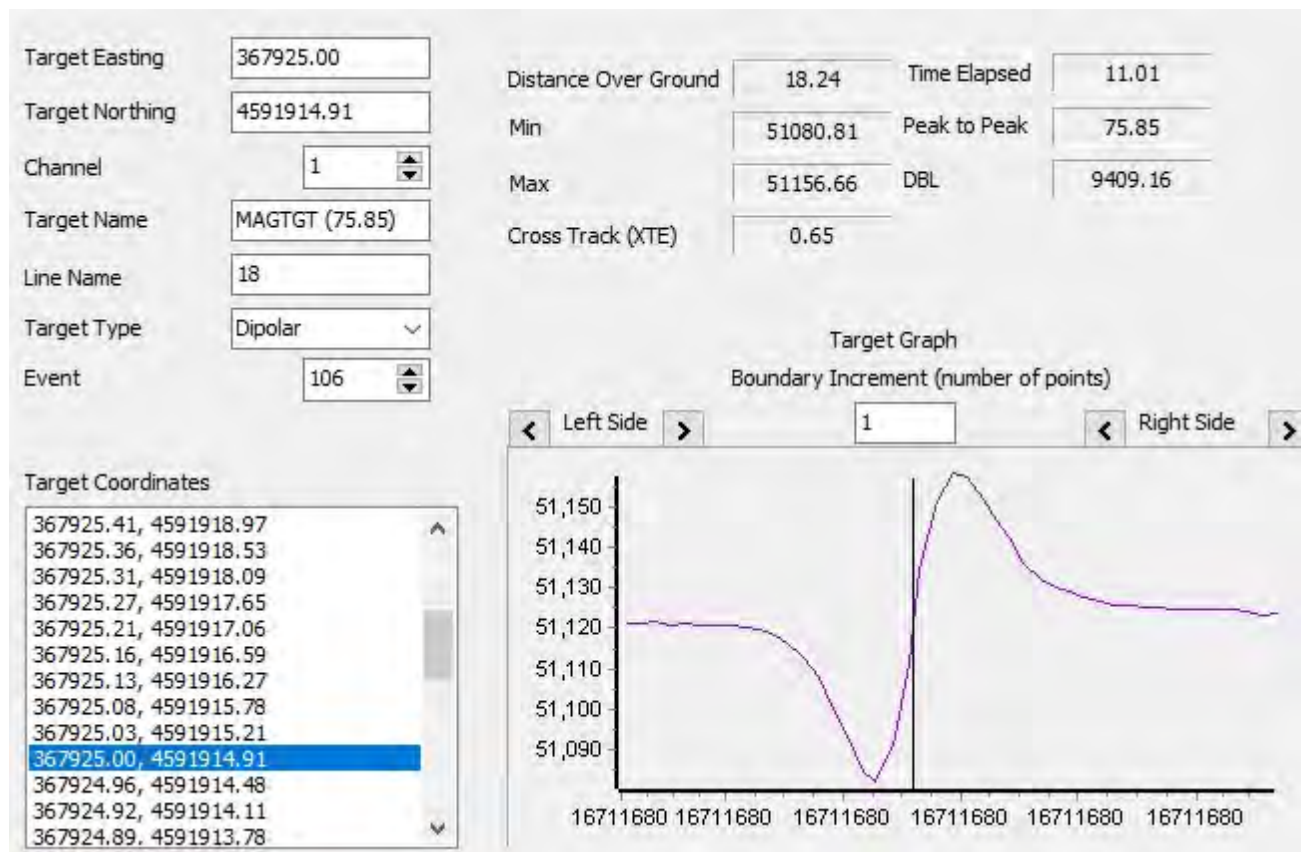 Target Easting 367925.00
Target Northing 4591914.91
Channel 1
Target Name MAGTGT (75.85)
Line Name 18
Target Type Dipolar
Event 106
Distance Over Ground 18.24 Time Elapsed 11.01
Min 51080.81 Peak to Peak 75.85
Max 51156.66 DBL 9409.16
Cross Track (XTE) 0.65
Target Graph
Boundary Increment (number of points)
Left Side 1 Right Side
Target Coordinates
367925.41, 4591918.97
367925.36, 4591918.53
367925.31, 4591918.09
367925.27, 4591917.65
367925.21, 4591917.06
367925.16, 4591916.59
367925.13, 4591916.27
367925.08, 4591915.78
367925.03, 4591915.21
367925.00, 4591914.91
367924.96, 4591914.48
367924.92, 4591914.11
367924.89, 4591913.78
51,150
51,140
51,130
51,120
51,110
51,100
51,090
16711680 16711680 16711680 16711680 16711680 16711680